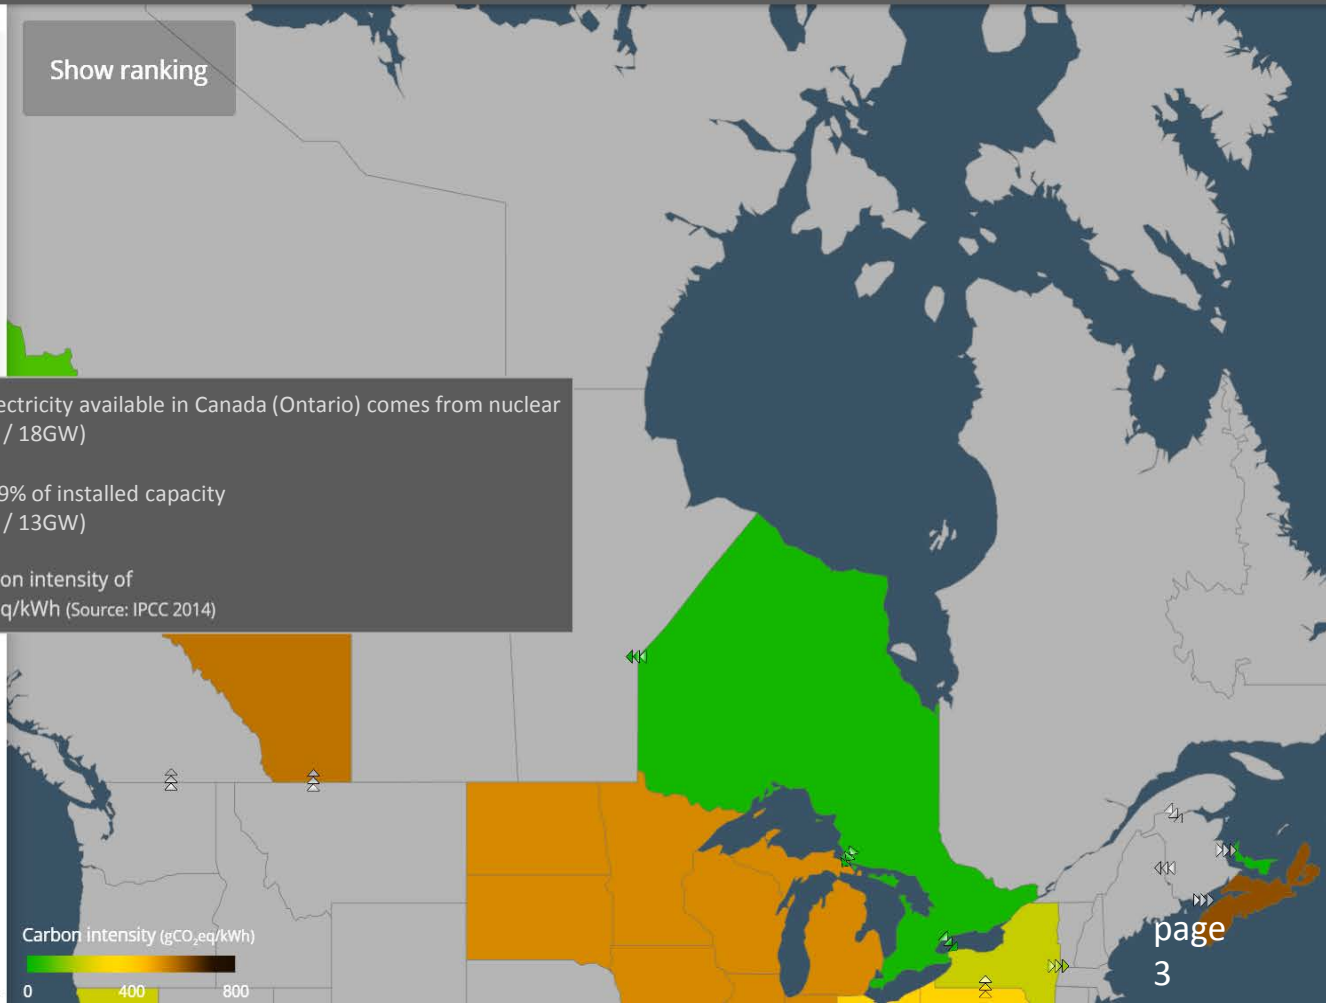 Show ranking
ectricity available in Canada (Ontario) comes from nuclear
/ 18GW)
9% of installed capacity
/ 13GW)
on intensity of
q/kWh (Source: IPCC 2014)
Carbon intensity (gCO₂eq/kWh)
0 400 800
page
3